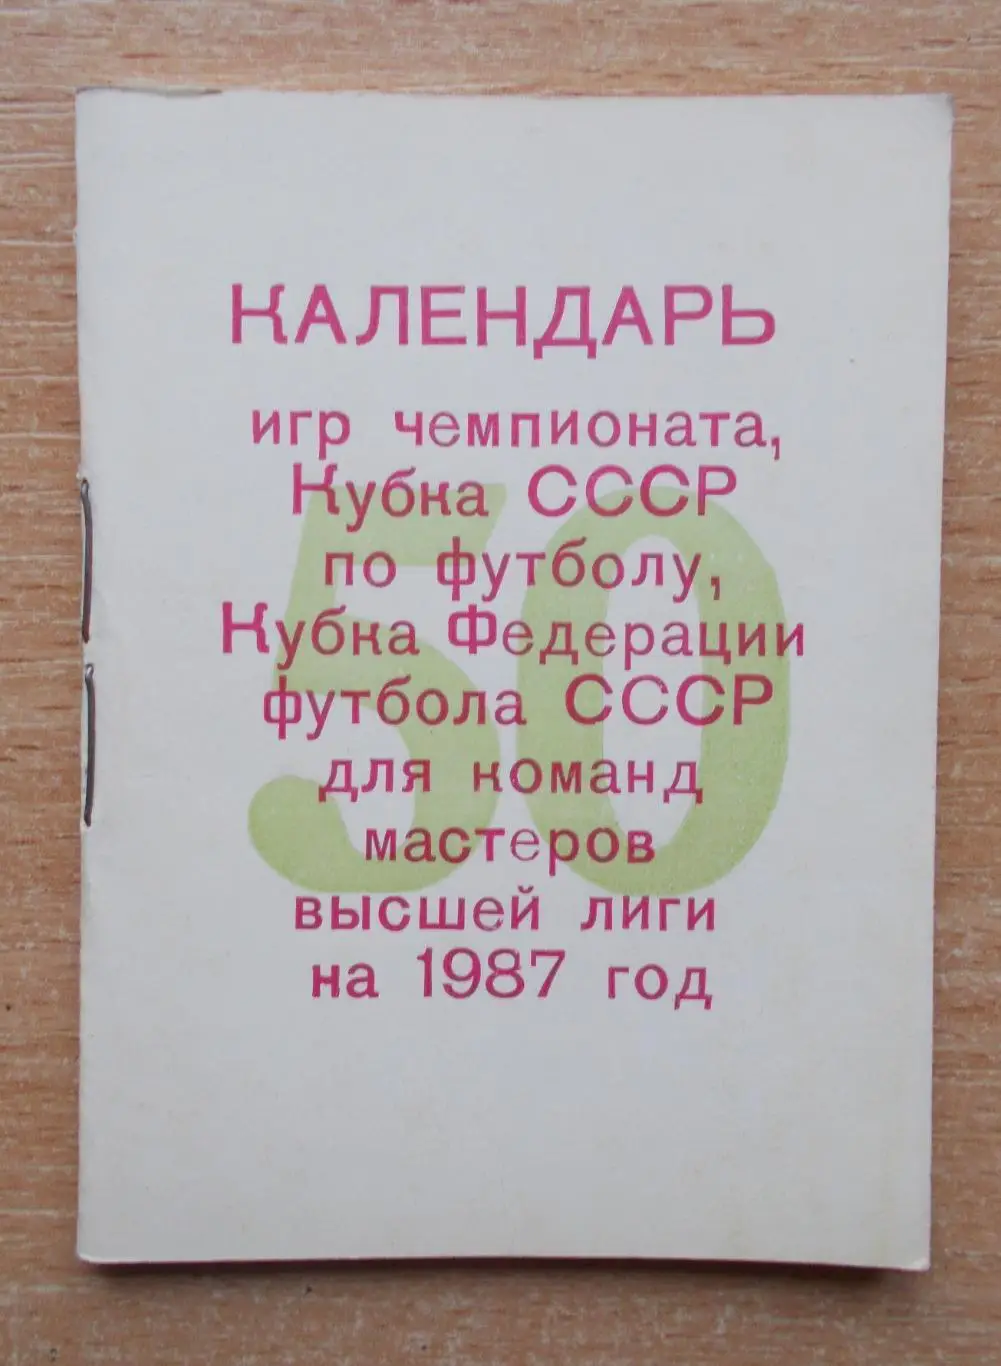 КАЛЕНДАРЬ
игр чемпионата,
Кубка СССР
по футболу,
Кубка Федерации
футбола СССР
для команд
мастеров
высшей лиги
на 1987 год
50